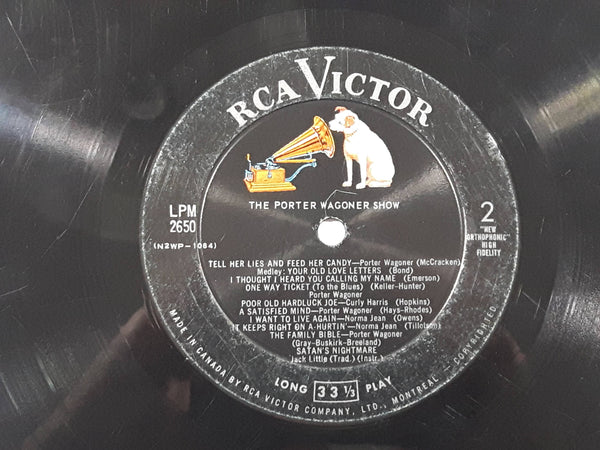 RCA VICTOR
THE PORTER WAGONER SHOW
LPM
2650
(N2WP-1064)
2
"NEW
ORTHOPHONIC"
HIGH
FIDELITY
TELL HER LIES AND FEED HER CANDY—Porter Wagoner (McCracken)
Medley: YOUR OLD LOVE LETTERS (Bond)
I THOUGHT I HEARD YOU CALLING MY NAME (Emerson)
ONE WAY TICKET (To the Blues) (Keller-Hunter)
Porter Wagoner
POOR OLD HARDLUCK JOE—Curly Harris (Hopkins)
A SATISFIED MIND—Porter Wagoner (Hays-Rhodes)
I WANT TO LIVE AGAIN—Norma Jean (Owens)
IT KEEPS RIGHT ON A-HURTIN'—Norma Jean (Tillotson)
THE FAMILY BIBLE—Porter Wagoner
(Gray-Buskirk-Breeland)
SATAN'S NIGHTMARE
Jack Little (Trad.) (Instr.)
LONG 33 1/3 PLAY
MADE IN CANADA BY RCA VICTOR COMPANY, LTD., MONTREAL — COPYRIGHTED